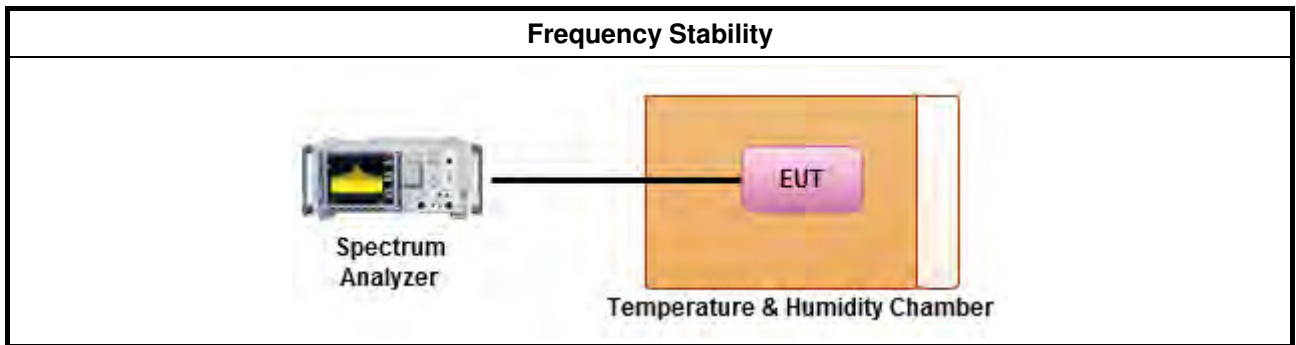 Frequency Stability
EUT
Spectrum
Analyzer
Temperature & Humidity Chamber